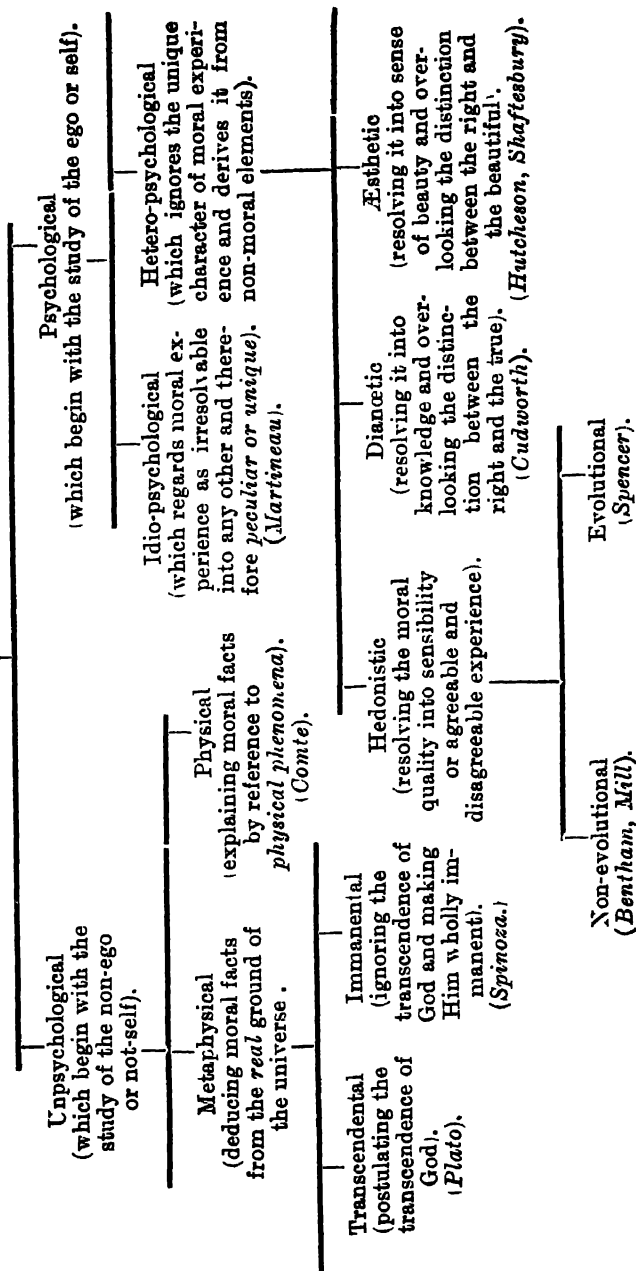 Unpsychological
(which begin with the
study of the non-ego
or not-self).
Psychological
(which begin with the study of the ego or self).
Metaphysical
(deducing moral facts
from the real ground of
the universe.
Physical
(explaining moral facts
by reference to
physical phenomena).
(Comte).
Idio-psychological
(which regards moral ex-
perience as irresolvable
into any other and there-
fore peculiar or unique).
(Martineau).
Hetero-psychological
(which ignores the unique
character of moral experi-
ence and derives it from
non-moral elements).
Transcendental
(postulating the
transcendence of
God).
(Plato).
Immanental
(ignoring the
transcendence of
God and making
Him wholly im-
manent).
(Spinoza.)
Hedonistic
(resolving the moral
quality into sensibility
or agreeable and
disagreeable experience).
Dianœtic
(resolving it into
knowledge and over-
looking the distinc-
tion between the
right and the true).
(Cudworth).
Æsthetic
(resolving it into sense
of beauty and over-
looking the distinction
between the right and
the beautiful).
(Hutcheson, Shaftesbury).
Non-evolutional
(Bentham, Mill).
Evolutional
(Spencer).